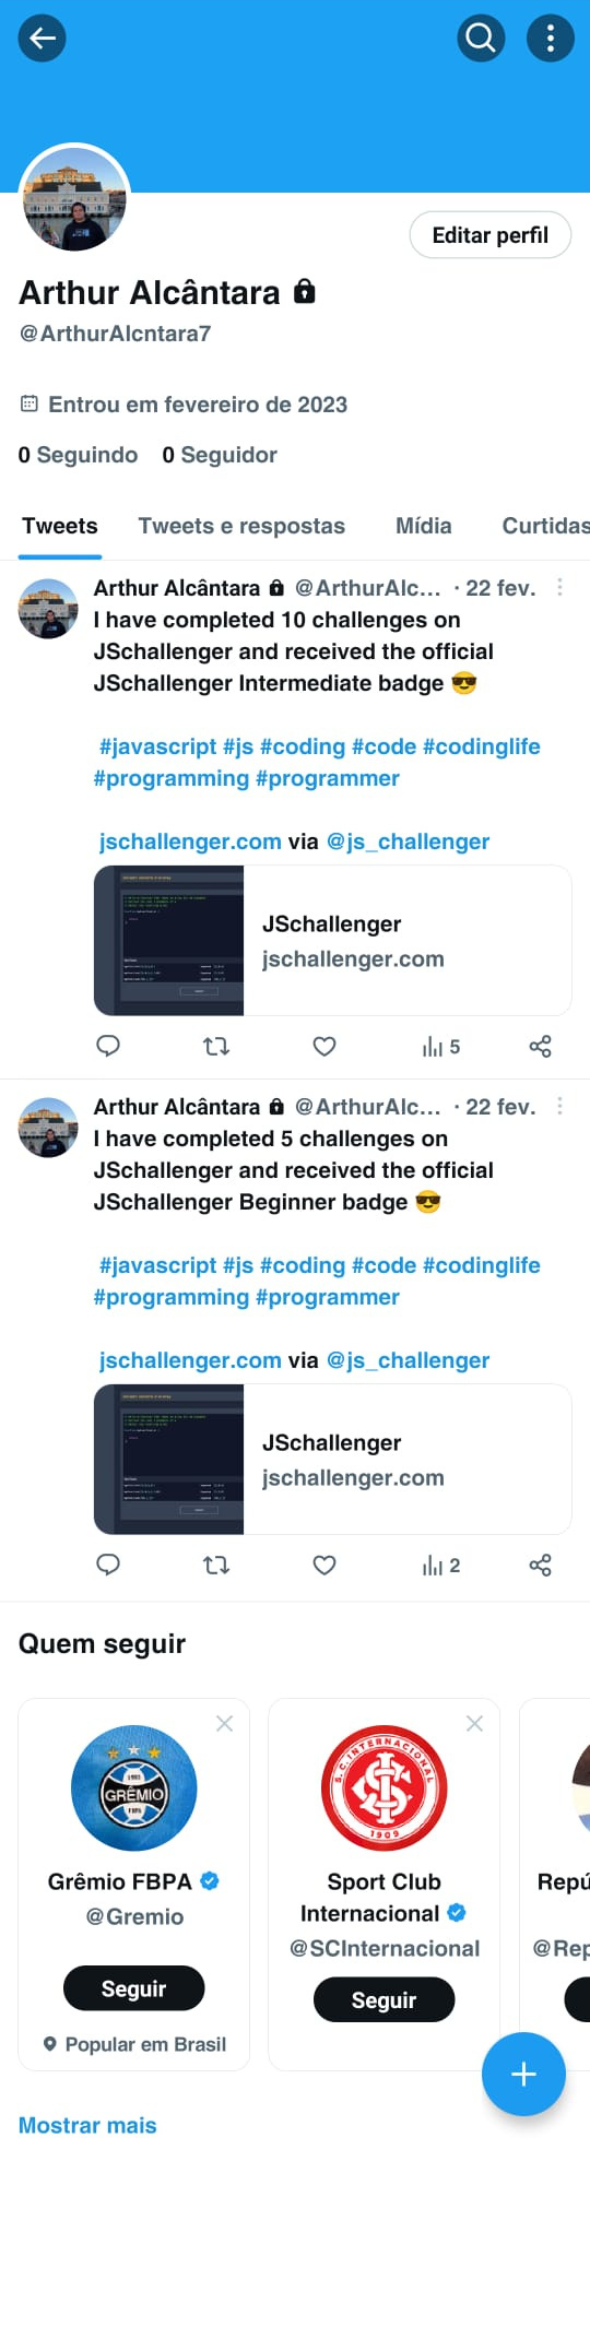 Editar perfil
Arthur Alcântara
@ArthurAlcntara7
Entrou em fevereiro de 2023
0 Seguindo 0 Seguidor
Tweets Tweets e respostas Mídia Curtidas
Arthur Alcântara @ArthurAlc... · 22 fev.
I have completed 10 challenges on
JSchallenger and received the official
JSchallenger Intermediate badge 😎
#javascript #js #coding #code #codinglife
#programming #programmer
jschallenger.com via @js_challenger
JSchallenger
jschallenger.com
5
Arthur Alcântara @ArthurAlc... · 22 fev.
I have completed 5 challenges on
JSchallenger and received the official
JSchallenger Beginner badge 😎
#javascript #js #coding #code #codinglife
#programming #programmer
jschallenger.com via @js_challenger
JSchallenger
jschallenger.com
2
Quem seguir
GRÊMIO
S.C. INTERNACIONAL
1909
Grêmio FBPA
@Gremio
Seguir
Popular em Brasil
Sport Club
Internacional
@SCInternacional
Seguir
Repú
@Rep
Mostrar mais